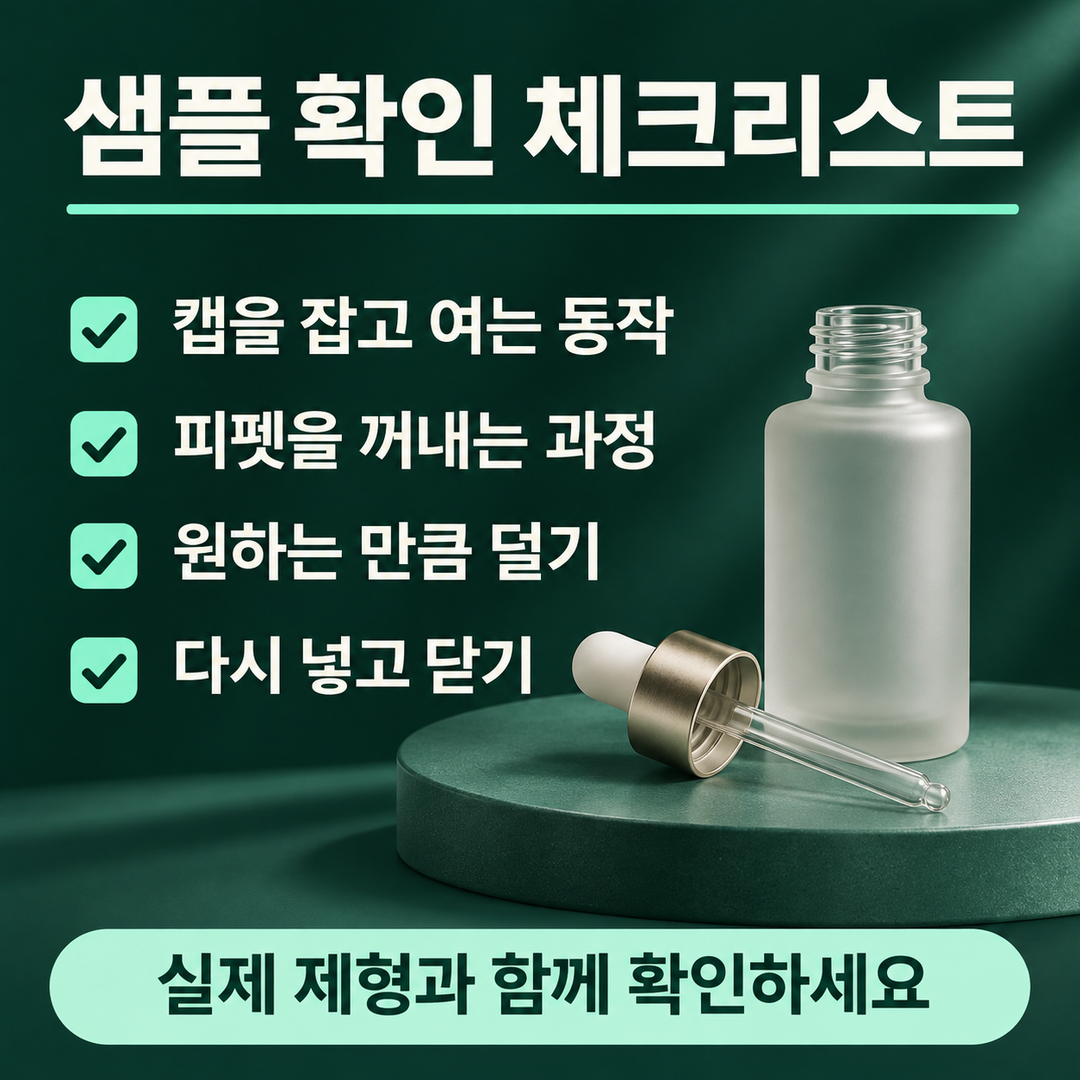 샘플 확인 체크리스트
캡을 잡고 여는 동작
피펫을 꺼내는 과정
원하는 만큼 덜기
다시 넣고 닫기
실제 제형과 함께 확인하세요